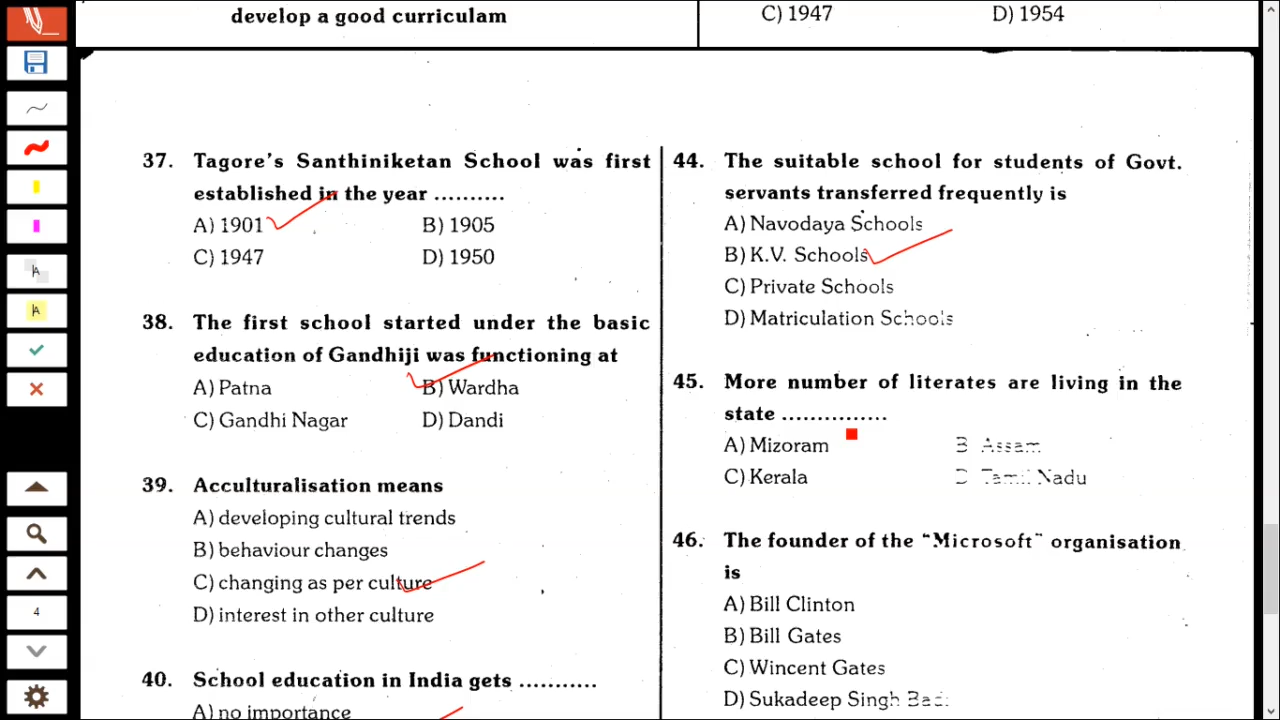 develop a good curriculam
C) 1947 D) 1954
37. Tagore's Santhiniketan School was first
established in the year ..........
A) 1901 B) 1905
C) 1947 D) 1950
38. The first school started under the basic
education of Gandhiji was functioning at
A) Patna B) Wardha
C) Gandhi Nagar D) Dandi
39. Acculturalisation means
A) developing cultural trends
B) behaviour changes
C) changing as per culture
D) interest in other culture
40. School education in India gets ...........
A) no importance
44. The suitable school for students of Govt.
servants transferred frequently is
A) Navodaya Schools
B) K.V. Schools
C) Private Schools
D) Matriculation Schools
45. More number of literates are living in the
state ...............
A) Mizoram B Assam
C) Kerala D Tamil Nadu
46. The founder of the "Microsoft" organisation
is
A) Bill Clinton
B) Bill Gates
C) Wincent Gates
D) Sukadeep Singh
4